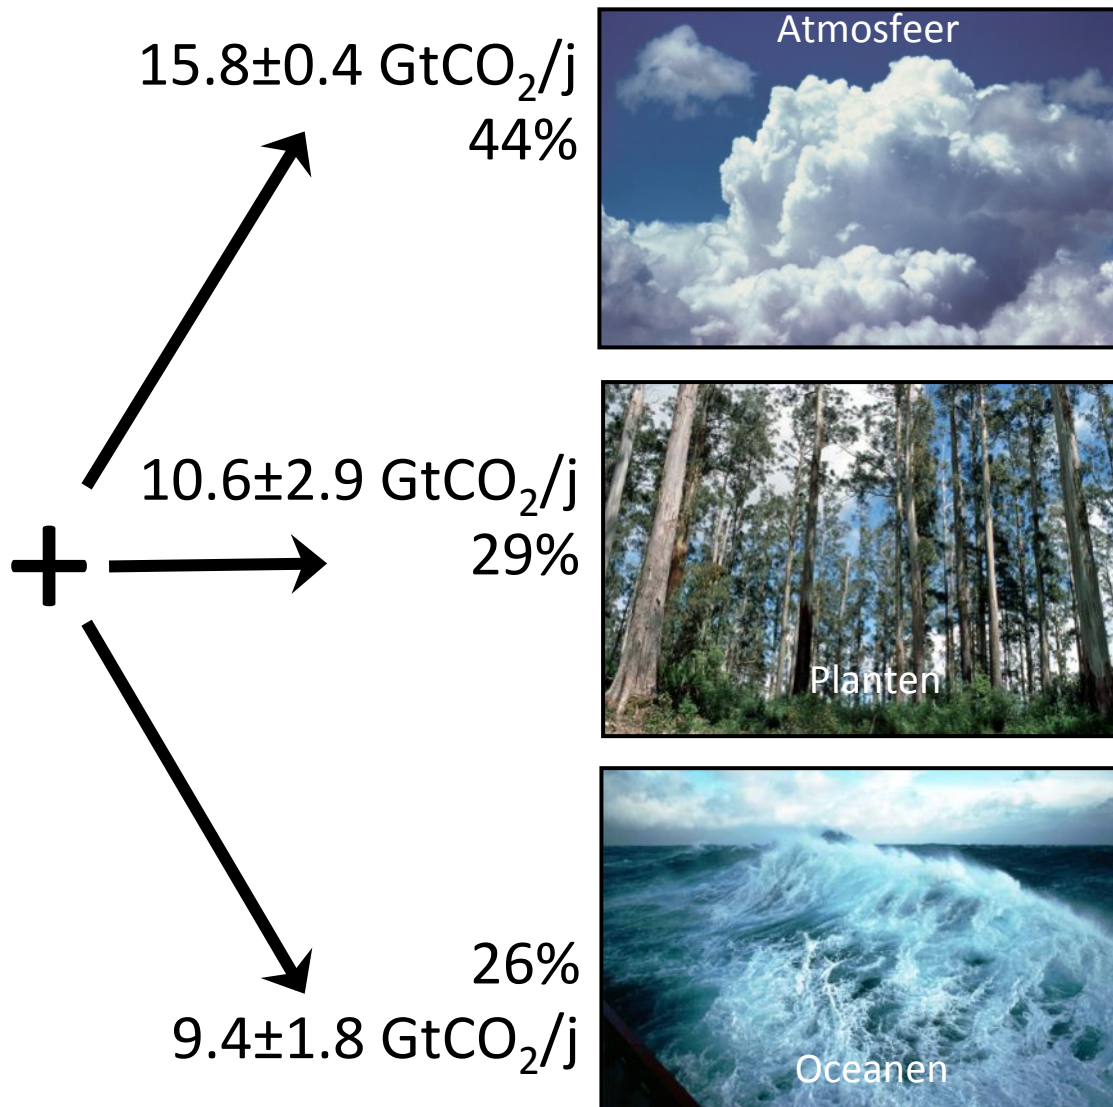 Atmosfeer
15.8±0.4 GtCO₂/j
44%
10.6±2.9 GtCO₂/j
29%
+
Planten
26%
9.4±1.8 GtCO₂/j
Oceanen